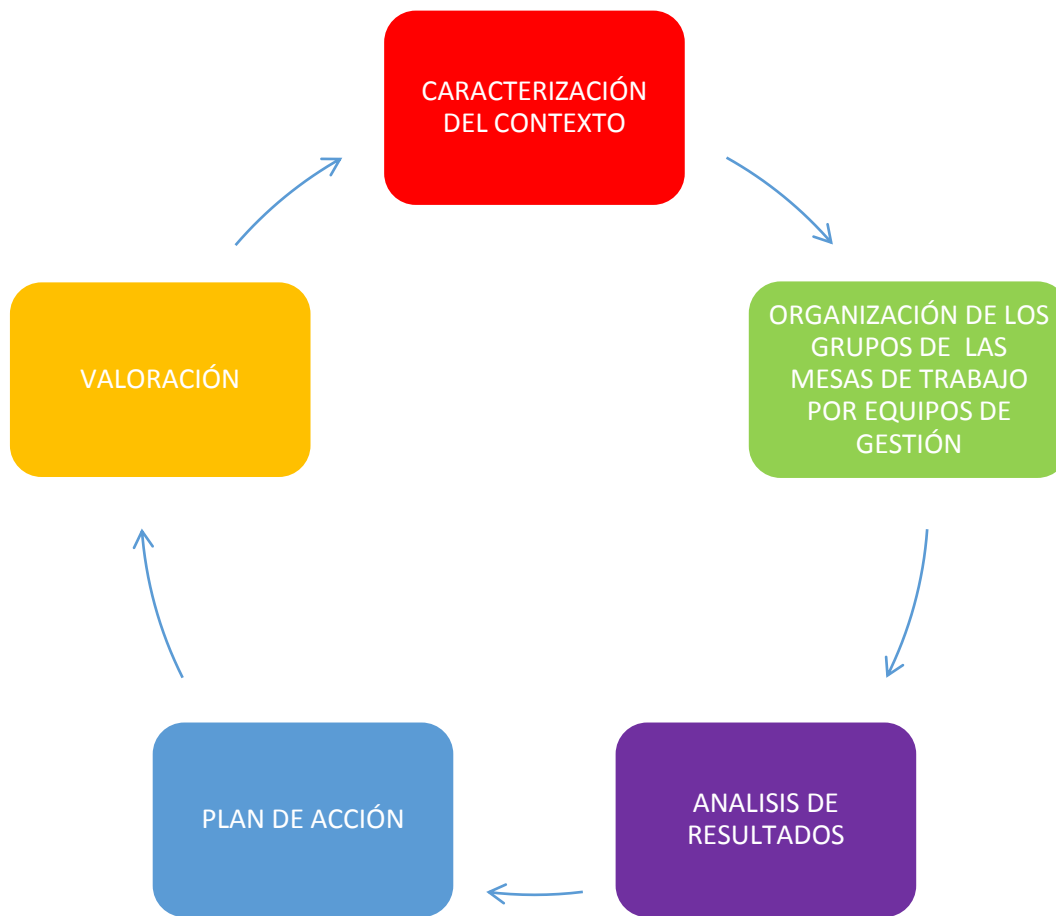 CARACTERIZACIÓN
DEL CONTEXTO
ORGANIZACIÓN DE LOS
GRUPOS DE  LAS
MESAS DE TRABAJO
POR EQUIPOS DE
GESTIÓN
ANALISIS DE
RESULTADOS
PLAN DE ACCIÓN
VALORACIÓN